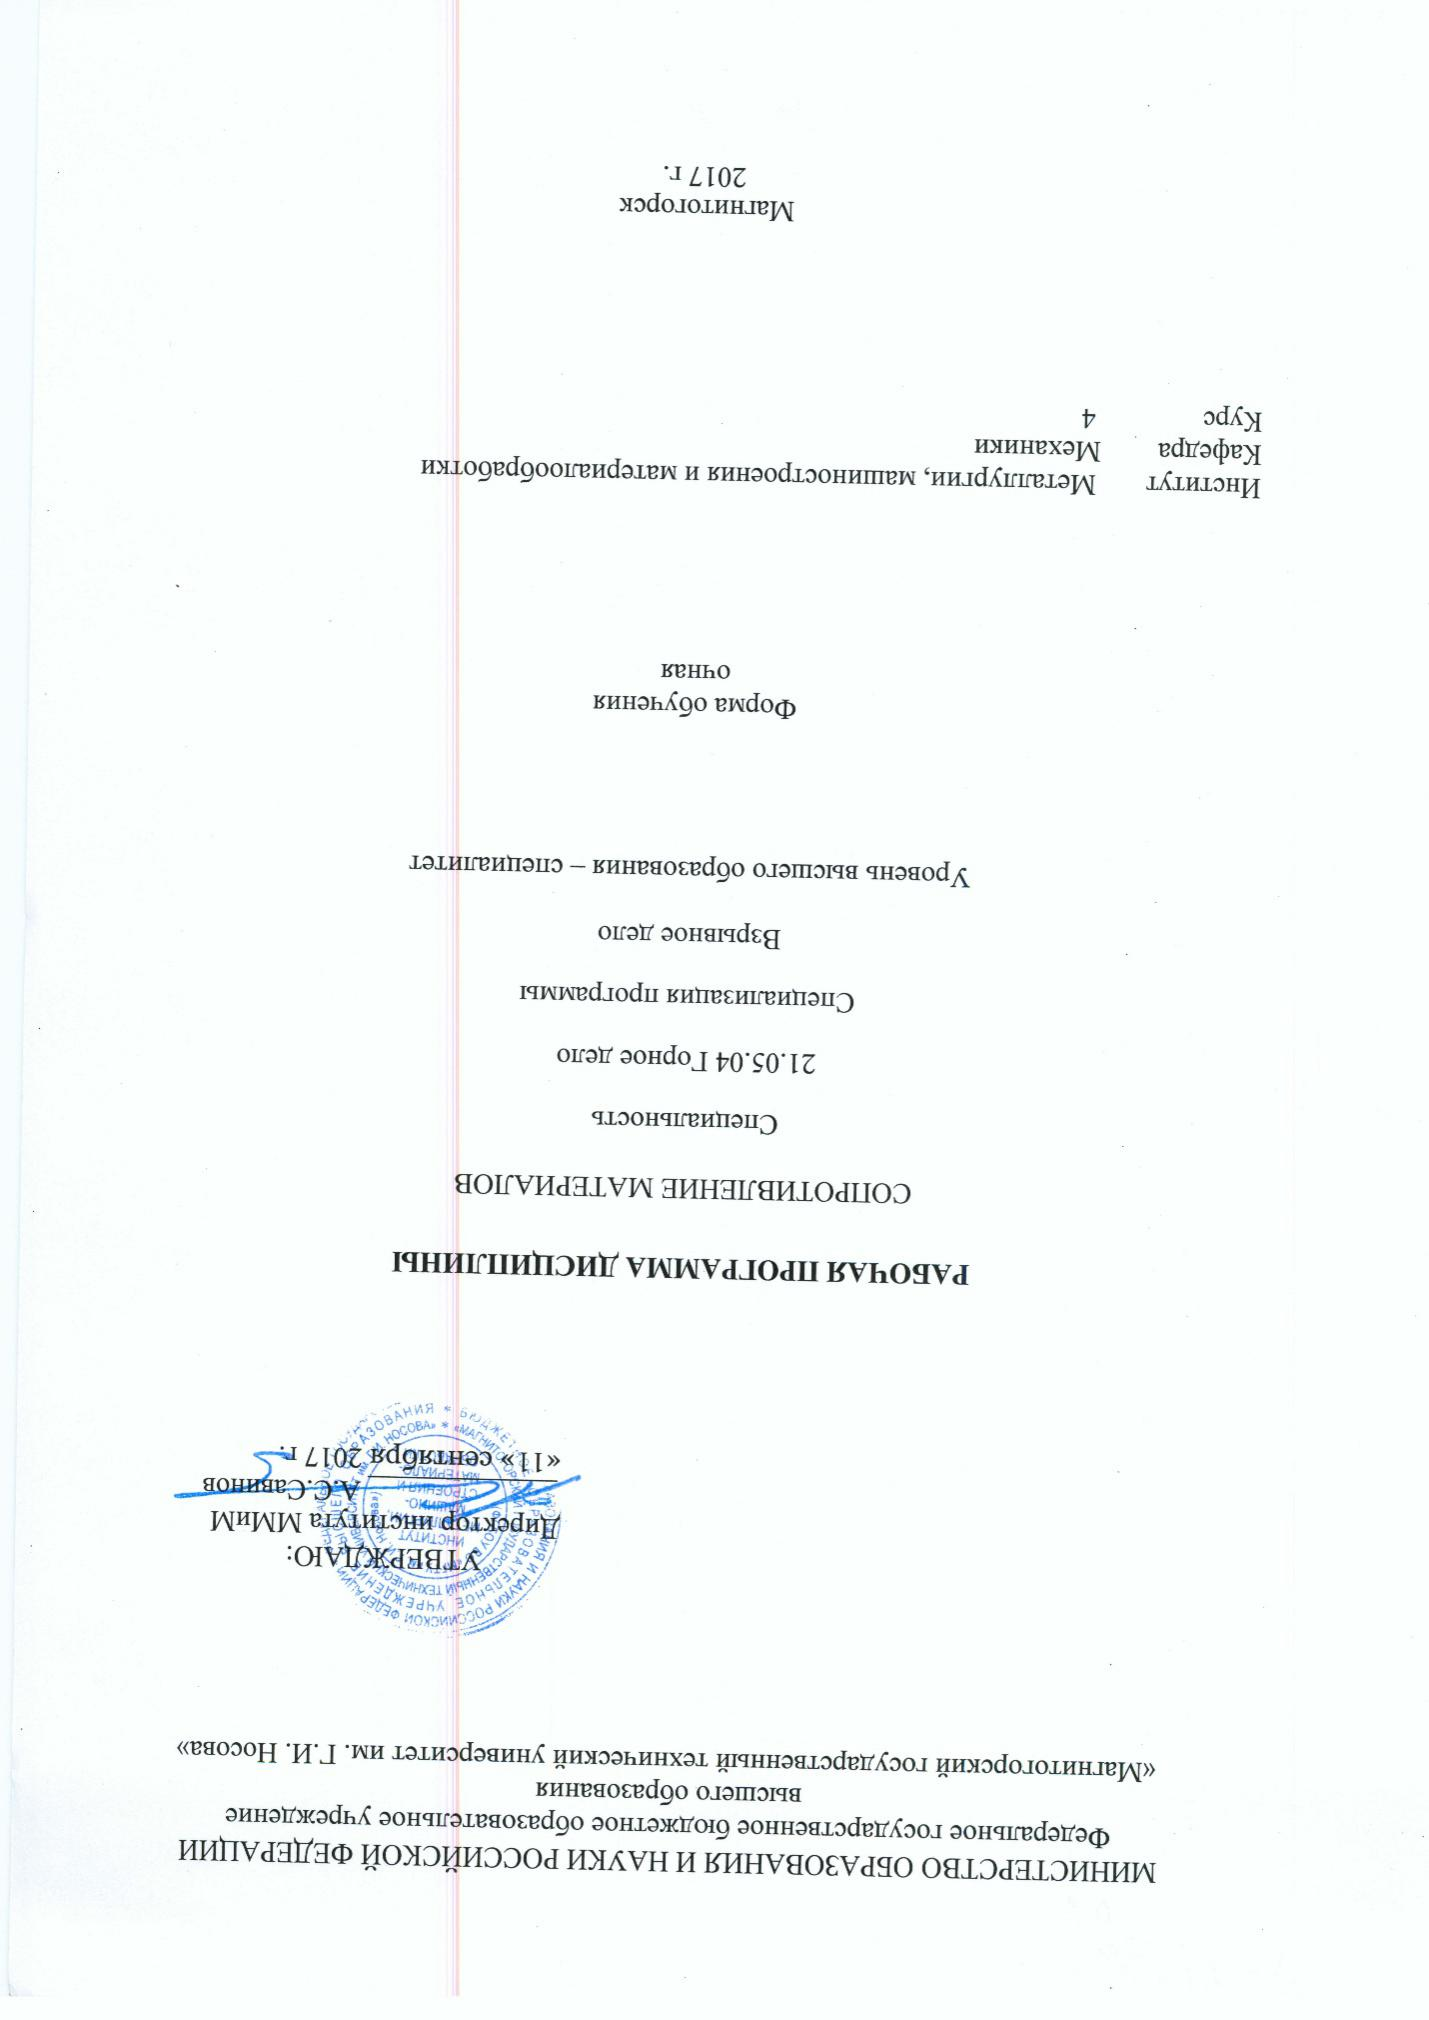 МИНИСТЕРСТВО ОБРАЗОВАНИЯ И НАУКИ РОССИЙСКОЙ ФЕДЕРАЦИИ
Федеральное государственное бюджетное образовательное учреждение
высшего образования
«Магнитогорский государственный технический университет им. Г.И. Носова»
УТВЕРЖДАЮ:
Директор института ММиМ
А.С.Савинов
«11» сентября 2017 г.
РАБОЧАЯ ПРОГРАММА ДИСЦИПЛИНЫ
СОПРОТИВЛЕНИЕ МАТЕРИАЛОВ
Специальность
21.05.04 Горное дело
Специализация программы
Взрывное дело
Уровень высшего образования – специалитет
Форма обучения
очная
Институт Металлургии, машиностроения и материалообработки
Кафедра Механики
Курс 4
Магнитогорск
2017 г.